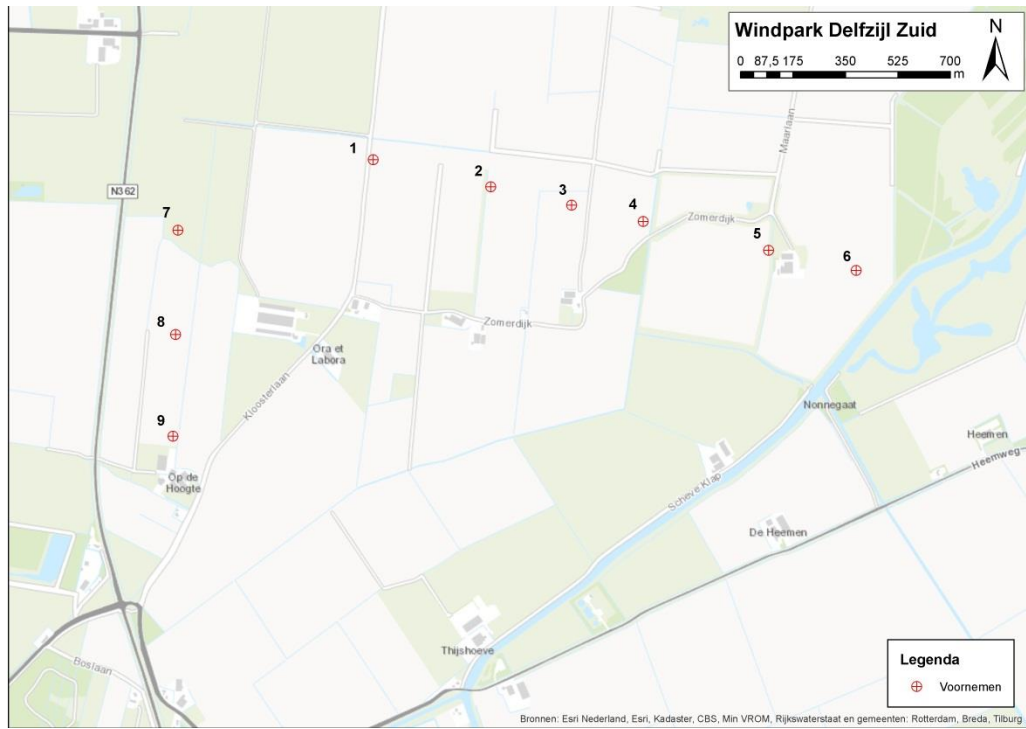 Windpark Delfzijl Zuid
N
0 87,5 175 350 525 700
m
Maarlaan
1
2
3
4
5
6
7
8
9
N362
Zomerdijk
Zomerdijk
Ora et
Labora
Kloosterlaan
Op de
Hoogte
Nonnegaat
Heemen
Heemweg
Scheve Klap
De Heemen
Thijshoeve
Boslaan
Legenda
Voornemen
Bronnen: Esri Nederland, Esri, Kadaster, CBS, Min VROM, Rijkswaterstaat en gemeenten: Rotterdam, Breda, Tilburg